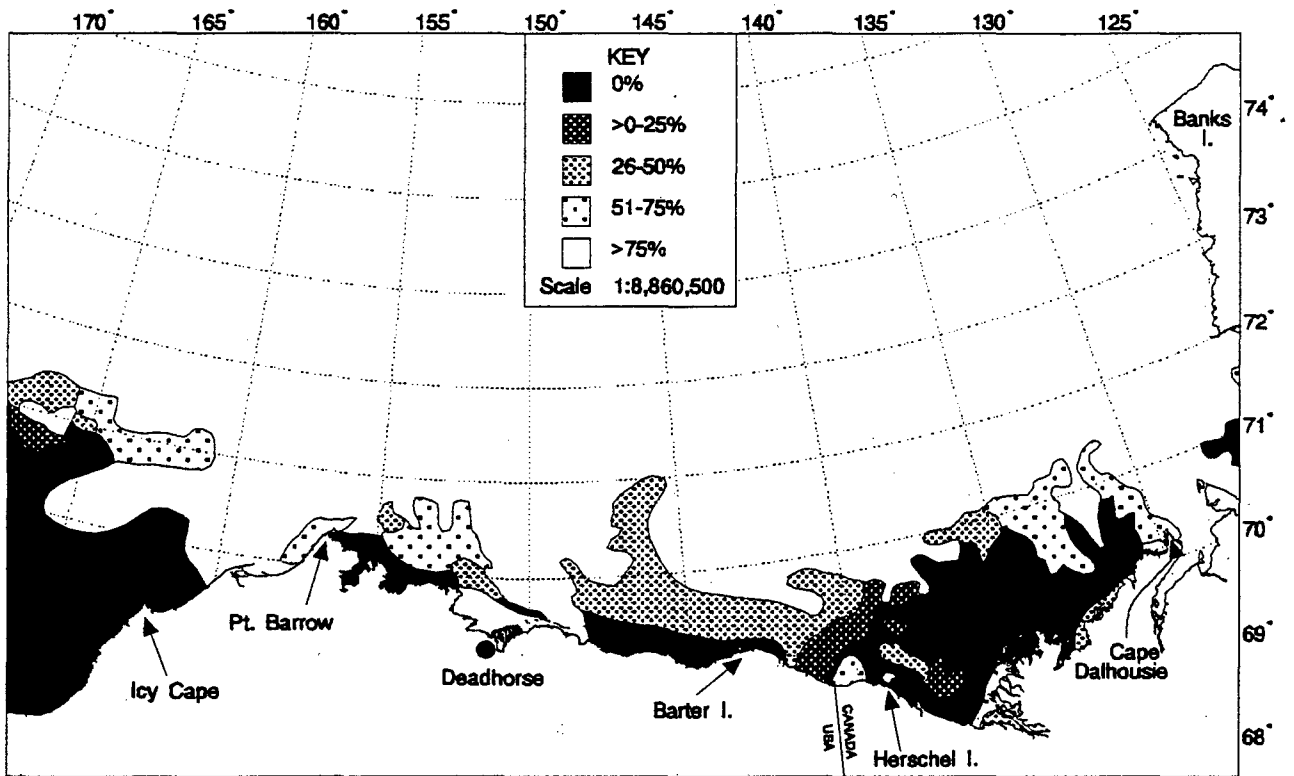 170° 165° 160° 155° 150° 145° 140° 135° 130° 125°
KEY
0%
>0-25%
26-50%
51-75%
>75%
Scale 1:8,860,500
Banks
I.
74°
73°
72°
71°
70°
69°
68°
Pt. Barrow
Icy Cape
Deadhorse
Barter I.
CANADA
USA
Herschel I.
Cape
Dalhousie